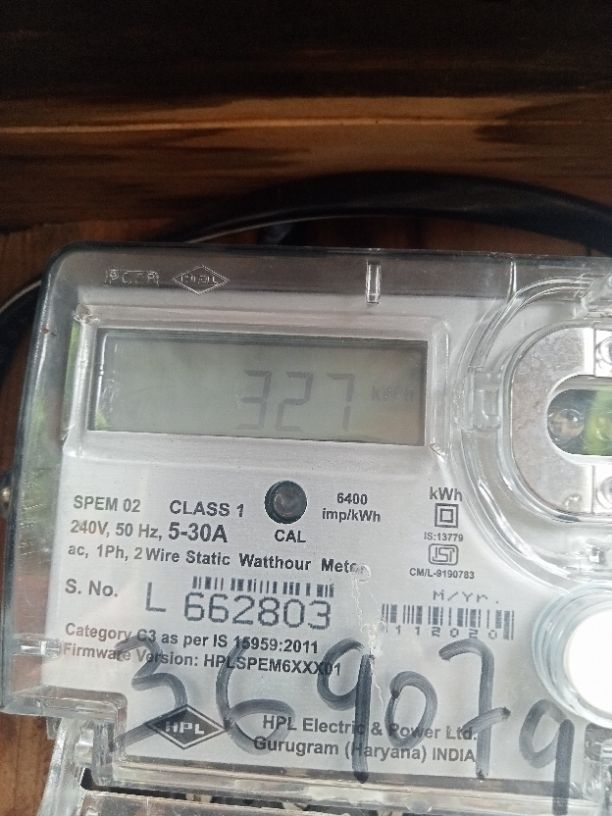 HPL
327 kWh
SPEM 02 CLASS 1
6400
imp/kWh
kWh
240V, 50 Hz, 5-30A
CAL
IS:13779
ac, 1Ph, 2 Wire Static Watthour Meter
CM/L-9190783
S. No. L 662803
M/Yr.
112020
Category C3 as per IS 15959:2011
Firmware Version: HPLSPEM6XXX01
369079
HPL
HPL Electric & Power Ltd.
Gurugram (Haryana) INDIA